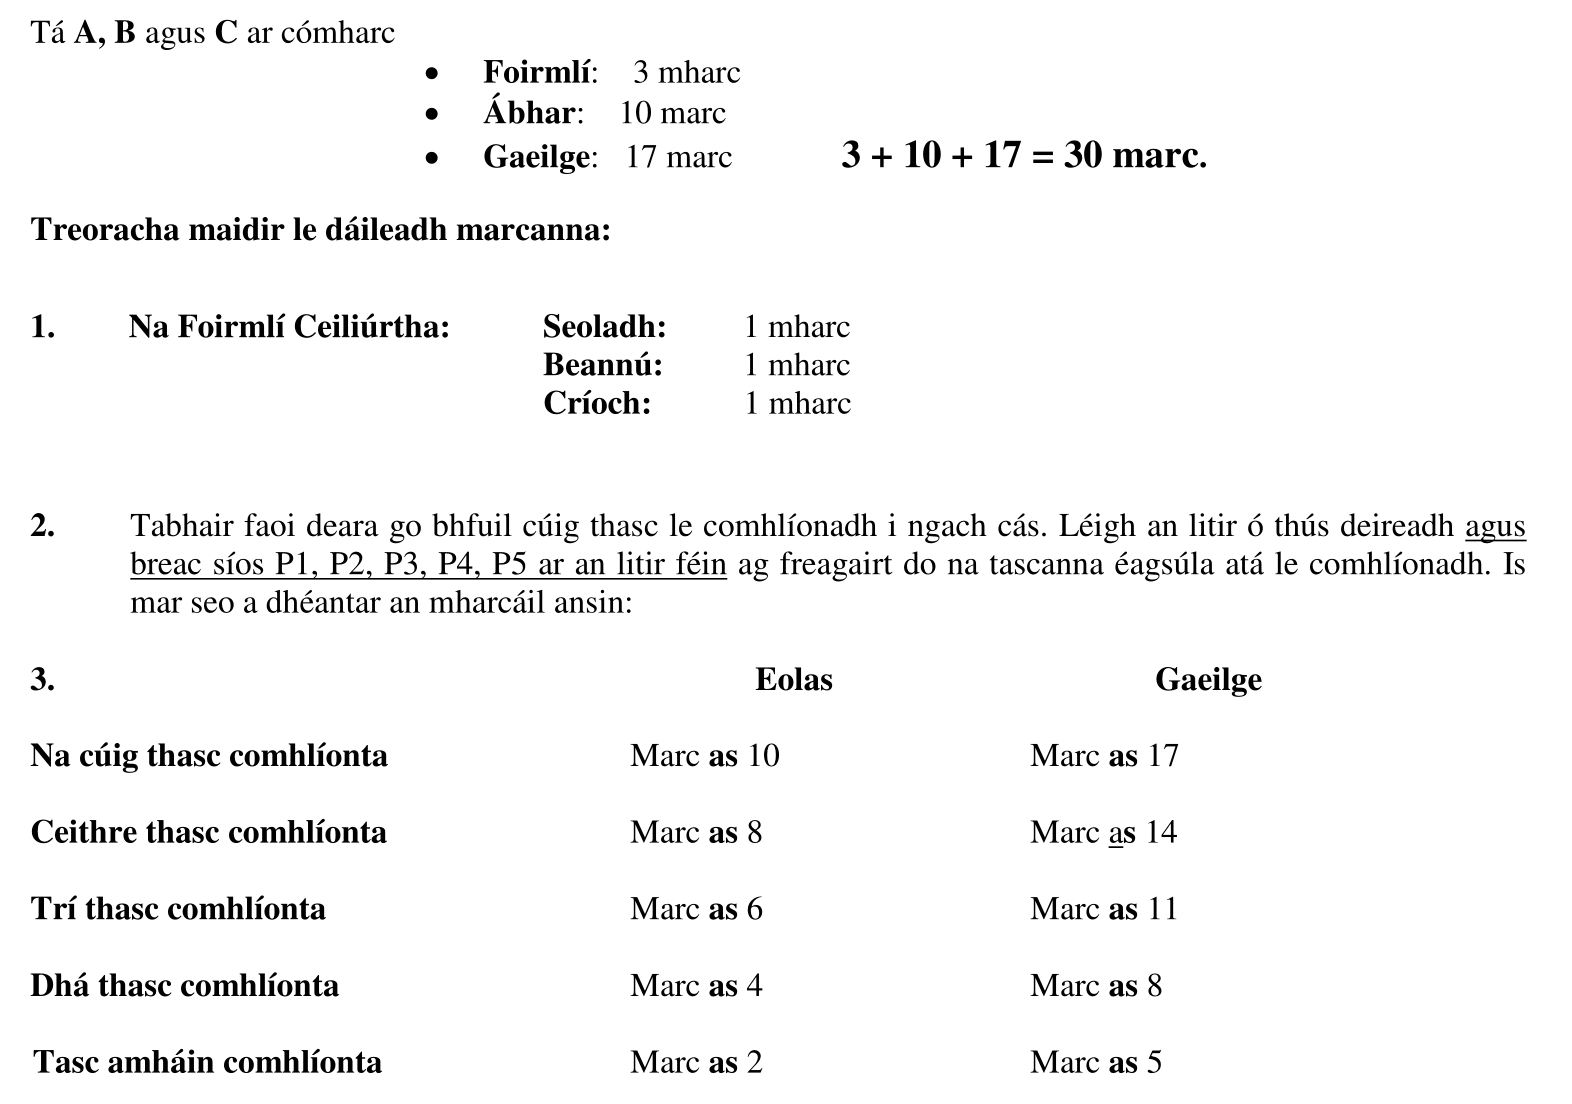 Tá A, B agus C ar cómharc
• Foirmlí: 3 mharc
• Ábhar: 10 marc
• Gaeilge: 17 marc 3 + 10 + 17 = 30 marc.
Treoracha maidir le dáileadh marcanna:
1. Na Foirmlí Ceiliúrtha: Seoladh: 1 mharc
Beannú: 1 mharc
Críoch: 1 mharc
2. Tabhair faoi deara go bhfuil cúig thasc le comhlíonadh i ngach cás. Léigh an litir ó thús deireadh agus
breac síos P1, P2, P3, P4, P5 ar an litir féin ag freagairt do na tascanna éagsúla atá le comhlíonadh. Is
mar seo a dhéantar an mharcáil ansin:
3. Eolas Gaeilge
Na cúig thasc comhlíonta Marc as 10 Marc as 17
Ceithre thasc comhlíonta Marc as 8 Marc as 14
Trí thasc comhlíonta Marc as 6 Marc as 11
Dhá thasc comhlíonta Marc as 4 Marc as 8
Tasc amháin comhlíonta Marc as 2 Marc as 5